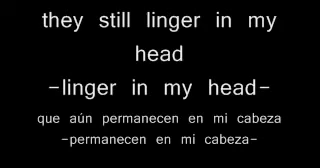 they still linger in my
head
-linger in my head-
que aún permanecen en mi cabeza
-permanecen en mi cabeza-